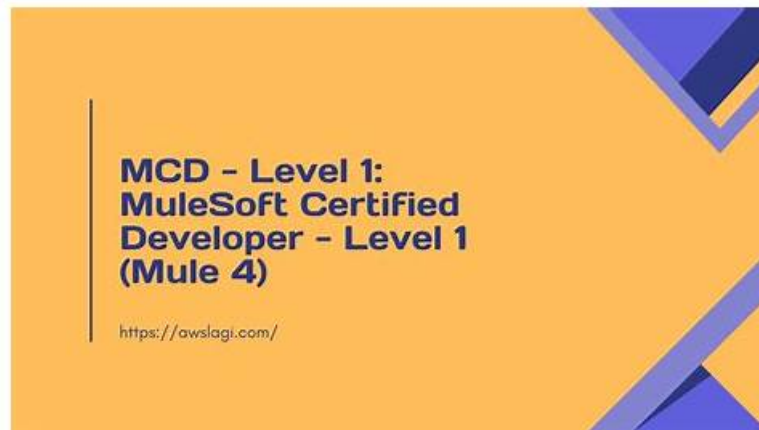 MCD - Level 1:
MuleSoft Certified
Developer - Level 1
(Mule 4)
https://awslagi.com/